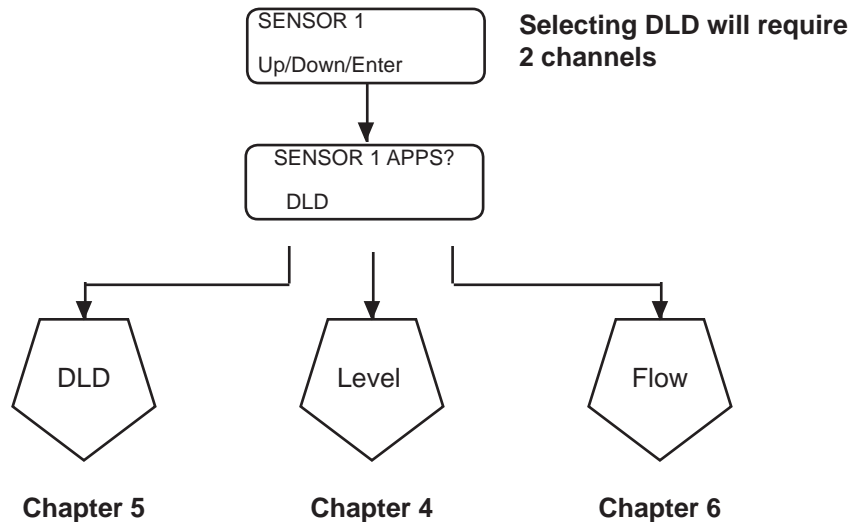 SENSOR 1
Up/Down/Enter
Selecting DLD will require
2 channels
SENSOR 1 APPS?
DLD
DLD
Level
Flow
Chapter 5
Chapter 4
Chapter 6